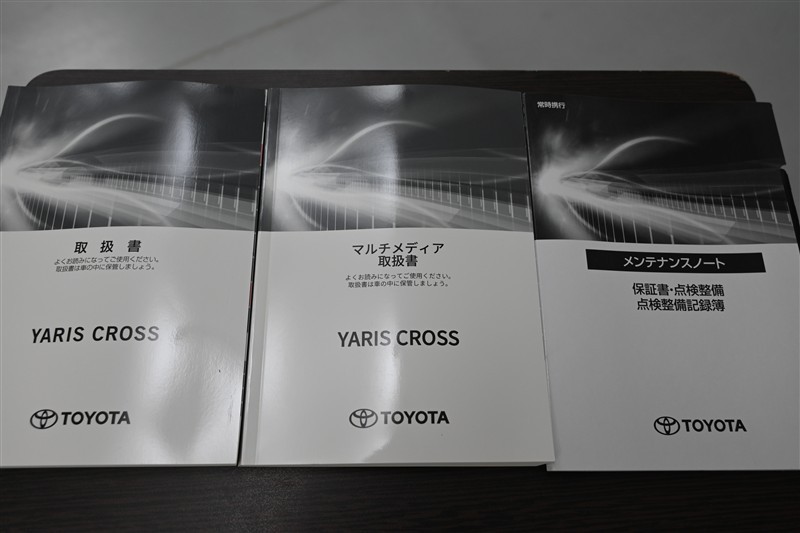 取扱書
よくお読みになってご使用ください。
取扱書は車の中に保管しましょう。
YARIS CROSS
TOYOTA
マルチメディア
取扱書
よくお読みになってご使用ください。
取扱書は車の中に保管しましょう。
YARIS CROSS
TOYOTA
常時携行
メンテナンスノート
保証書・点検整備
点検整備記録簿
TOYOTA